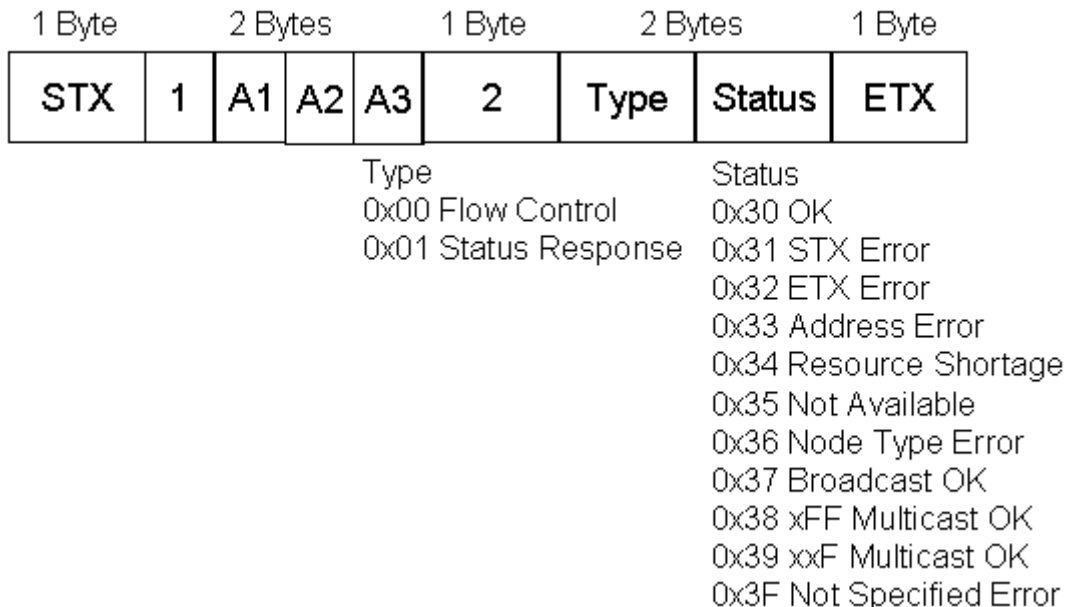 1 Byte 2 Bytes 1 Byte 2 Bytes 1 Byte
STX 1 A1 A2 A3 2 Type Status ETX
Type
0x00 Flow Control
0x01 Status Response
Status
0x30 OK
0x31 STX Error
0x32 ETX Error
0x33 Address Error
0x34 Resource Shortage
0x35 Not Available
0x36 Node Type Error
0x37 Broadcast OK
0x38 xFF Multicast OK
0x39 xxF Multicast OK
0x3F Not Specified Error